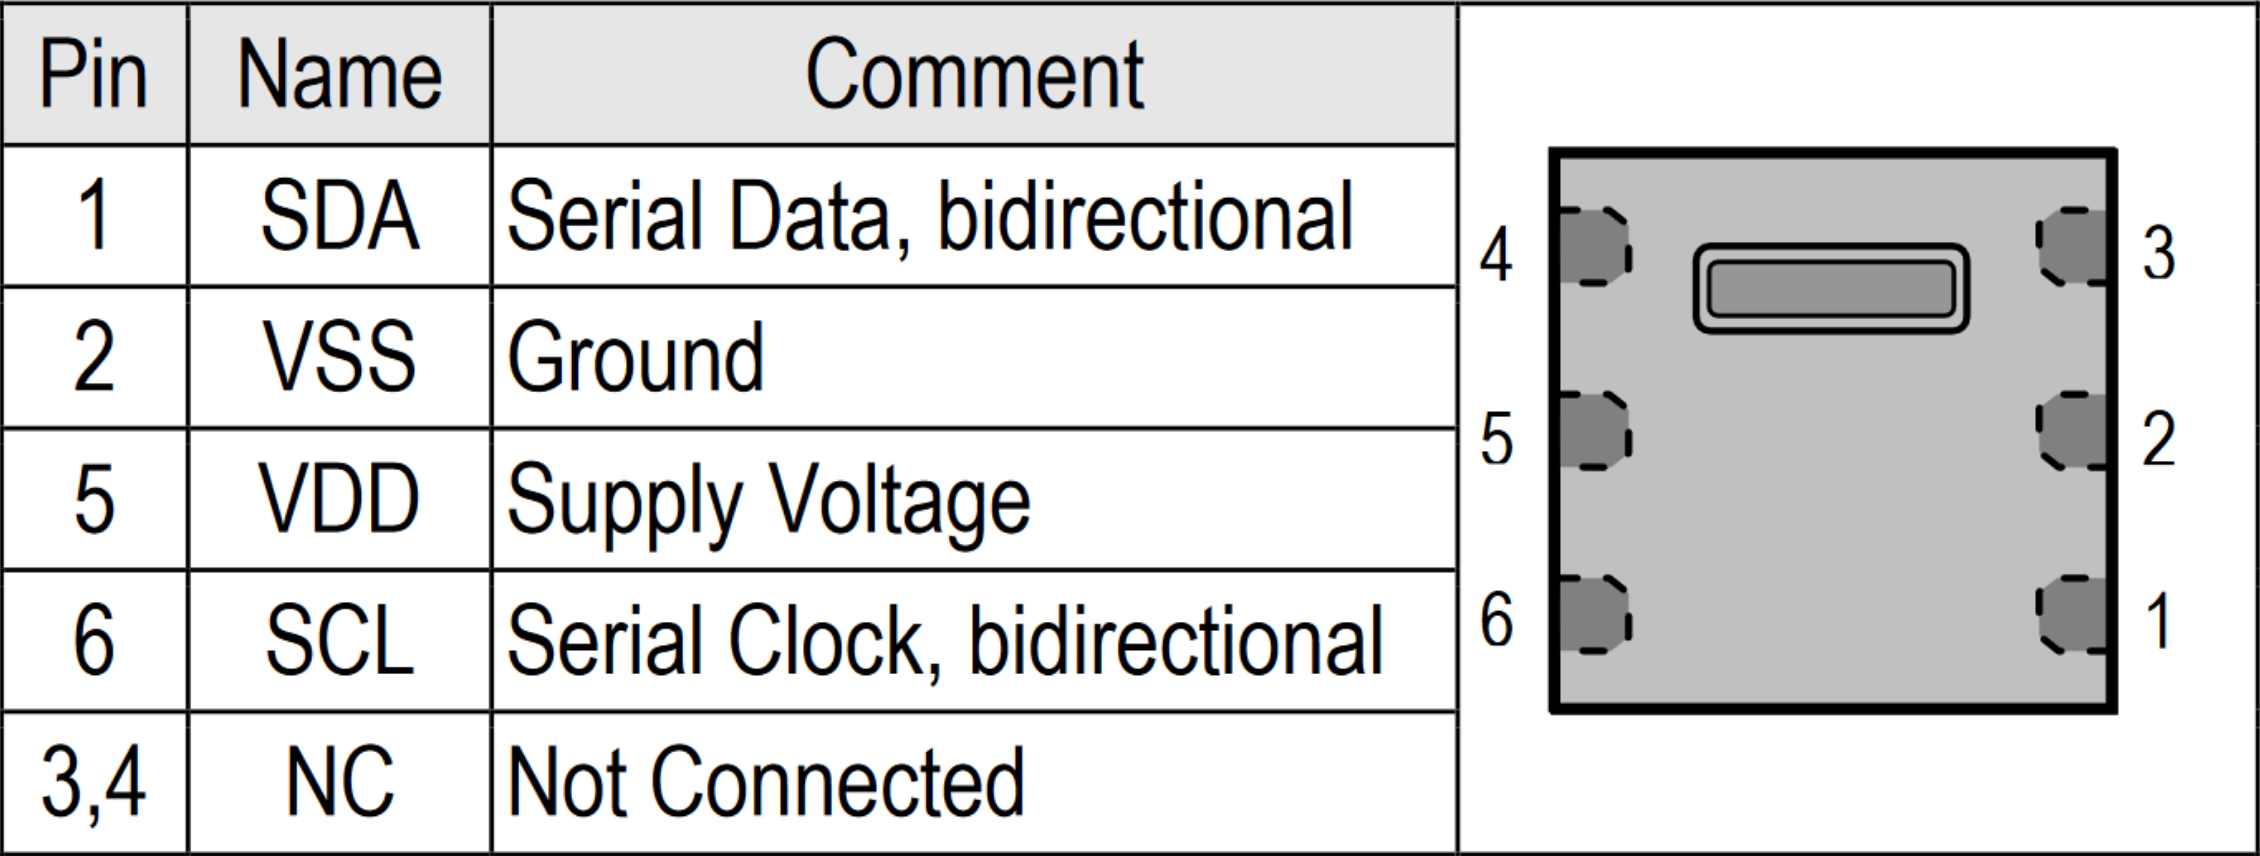 Pin Name Comment
1 SDA Serial Data, bidirectional
2 VSS Ground
5 VDD Supply Voltage
6 SCL Serial Clock, bidirectional
3,4 NC Not Connected
4 3
5 2
6 1